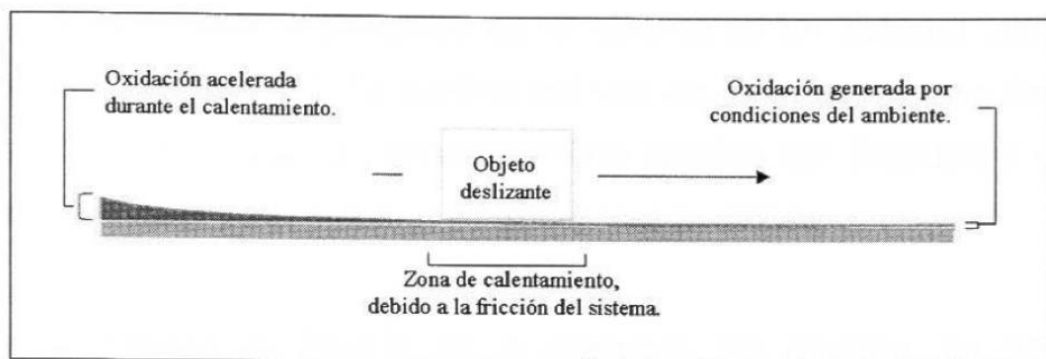 Oxidación acelerada
durante el calentamiento.
Oxidación generada por
condiciones del ambiente.
Objeto
deslizante
Zona de calentamiento,
debido a la fricción del sistema.